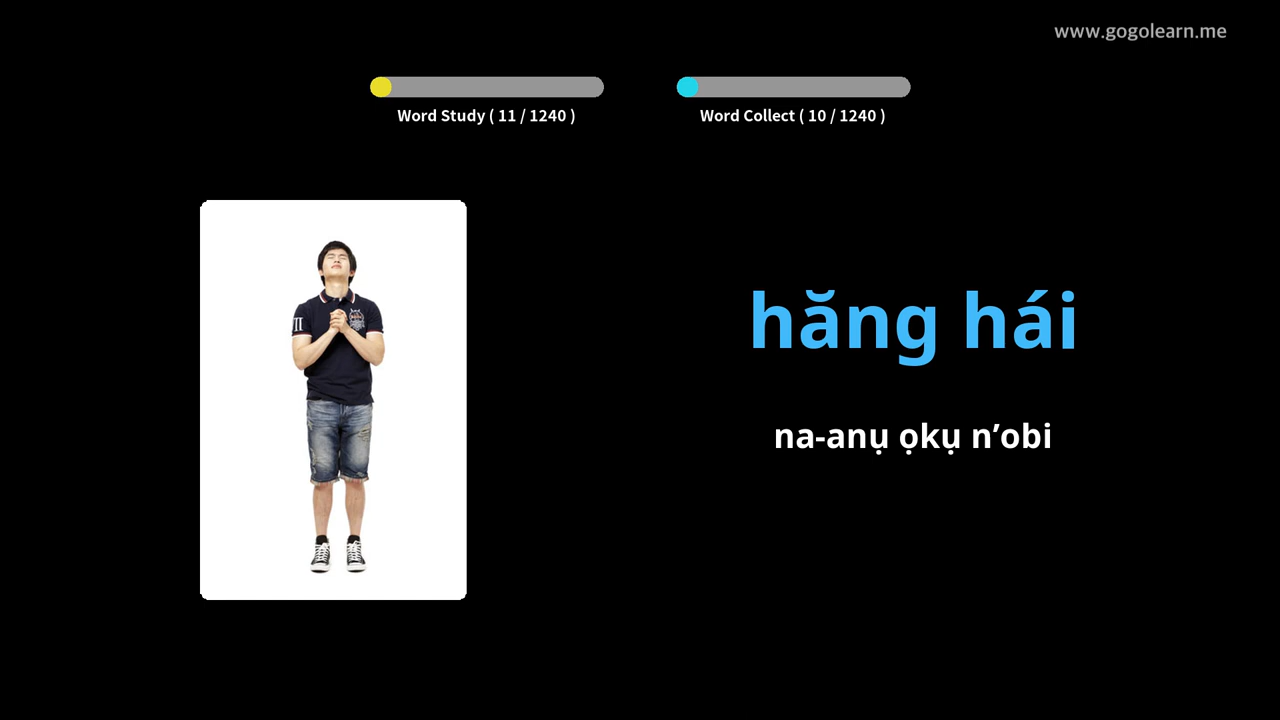 www.gogolearn.me
Word Study ( 11 / 1240 )
Word Collect ( 10 / 1240 )
hăng hái
na-anụ ọkụ n’obi